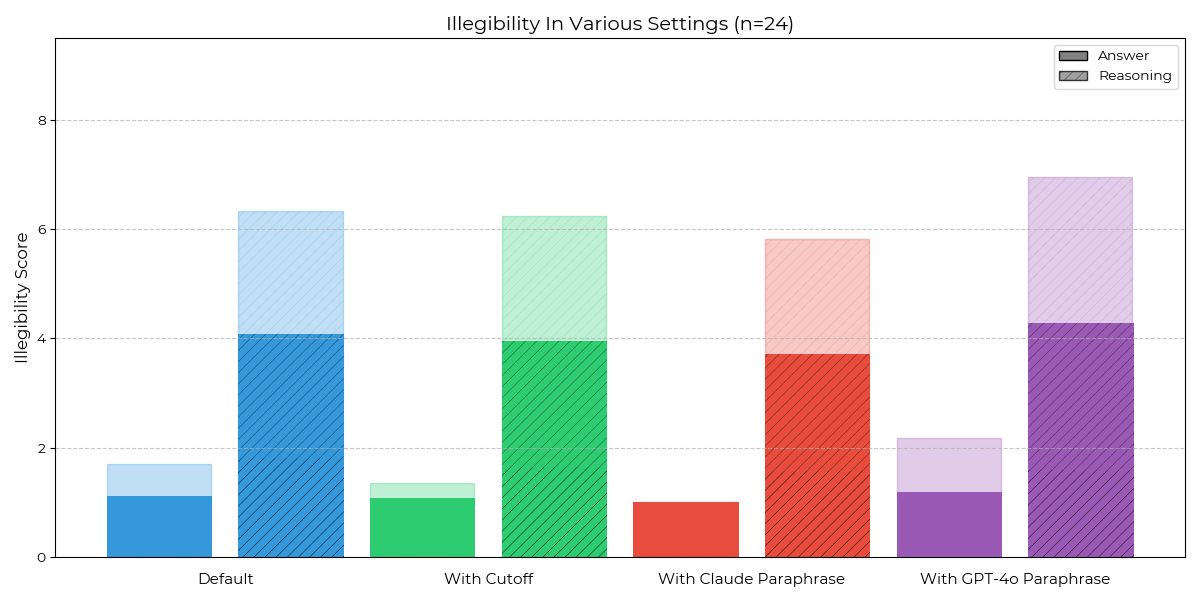 Illegibility In Various Settings (n=24)
Answer
Reasoning
Illegibility Score
8
6
4
2
0
Default
With Cutoff
With Claude Paraphrase
With GPT-4o Paraphrase